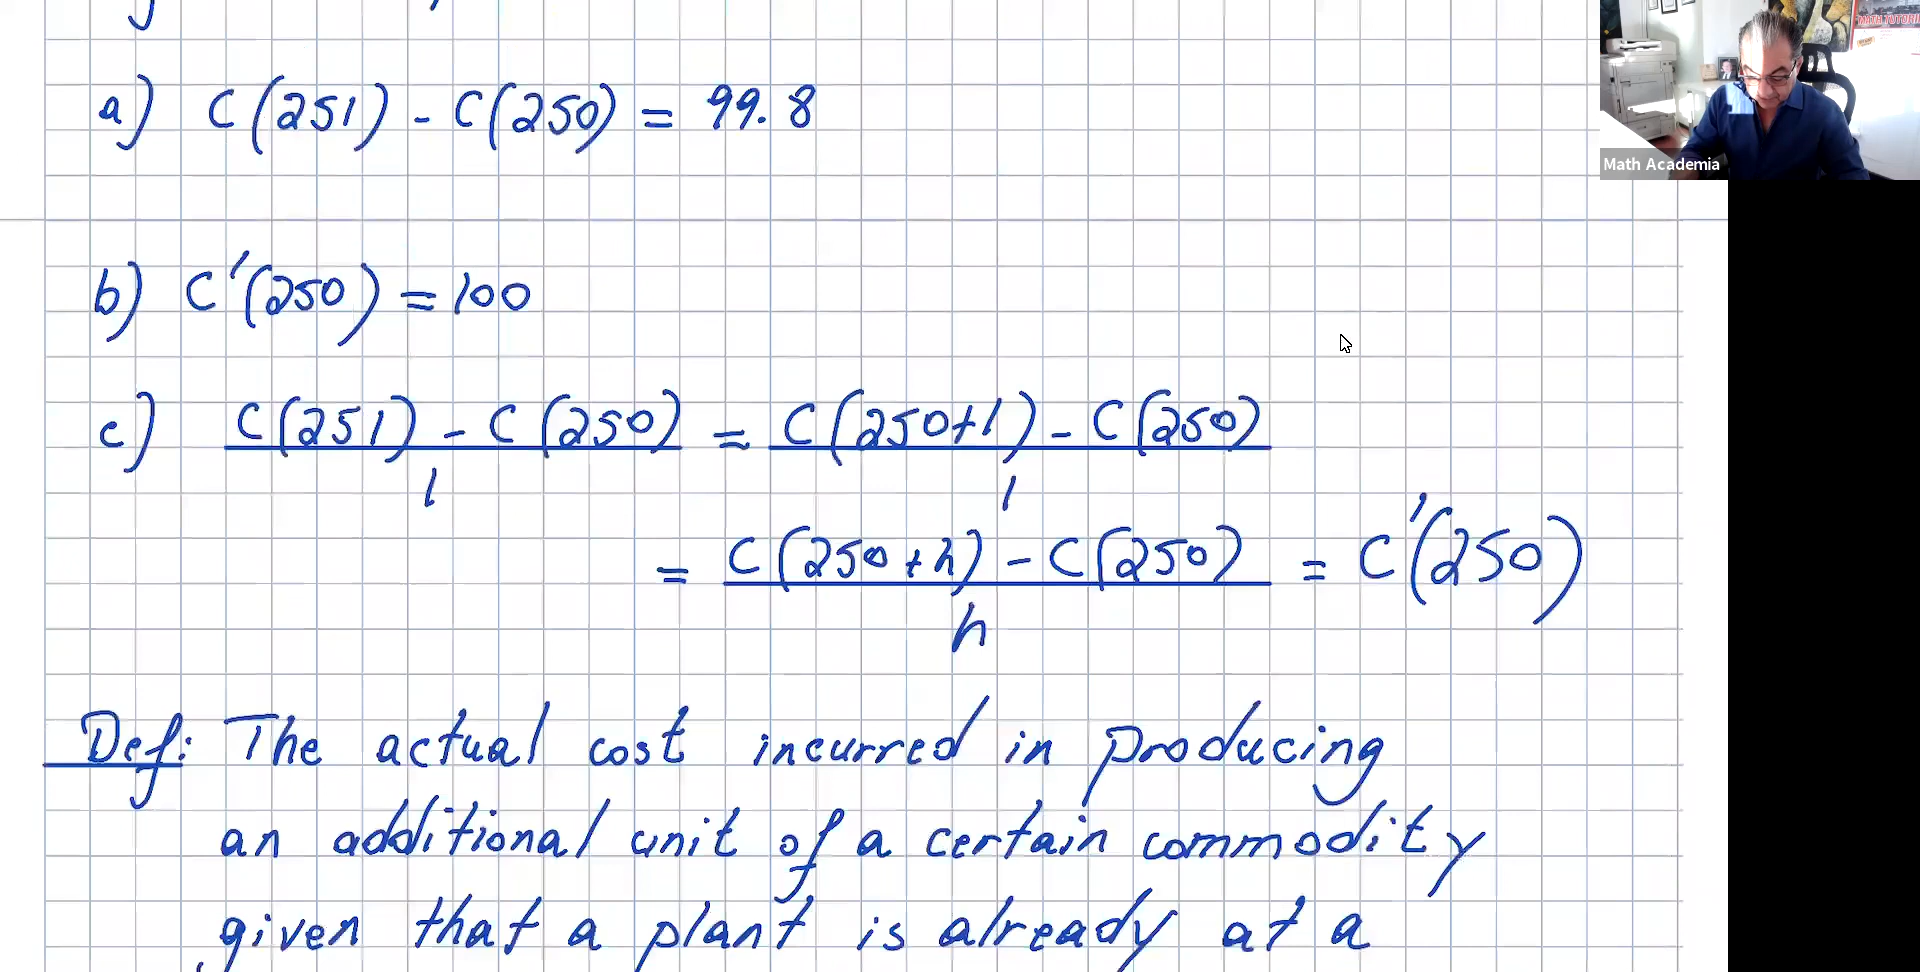 a) C(251) - C(250) = 99.8
Math Academia
b) C'(250) = 100
c) C(251) - C(250) / 1 = C(250+1) - C(250) / 1
= C(250+h) - C(250) / h = C'(250)
Def: The actual cost incurred in producing
an additional unit of a certain commodity
given that a plant is already at a